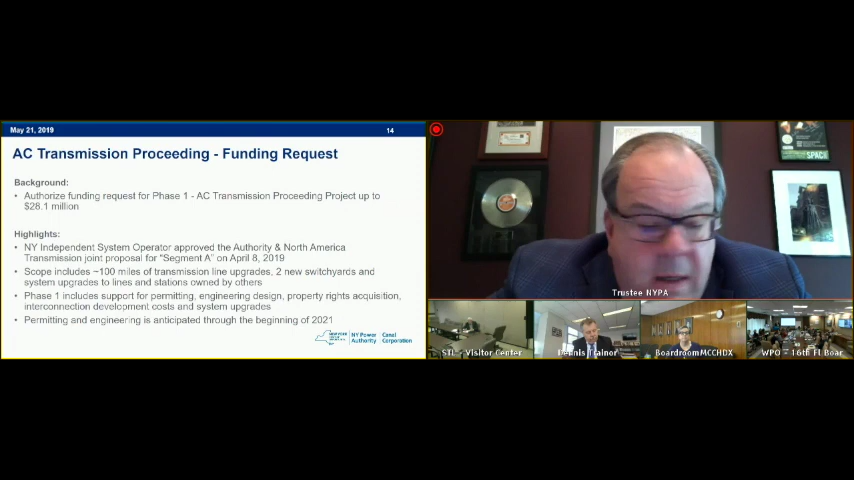 May 21, 2019
14
AC Transmission Proceeding - Funding Request
Background:
• Authorize funding request for Phase 1 - AC Transmission Proceeding Project up to
$28.1 million
Highlights:
• NY Independent System Operator approved the Authority & North America
Transmission joint proposal for "Segment A" on April 8, 2019
• Scope includes ~100 miles of transmission line upgrades, 2 new switchyards and
system upgrades to lines and stations owned by others
• Phase 1 includes support for permitting, engineering design, property rights acquisition,
interconnection development costs and system upgrades
• Permitting and engineering is anticipated through the beginning of 2021
NY Power
Authority
Canal
Corporation
SPAC
Trustee NYPA
STL - Visitor Center
Dennis Trainor
BoardroomMCCHDX
WPO - 16th Fl Boar